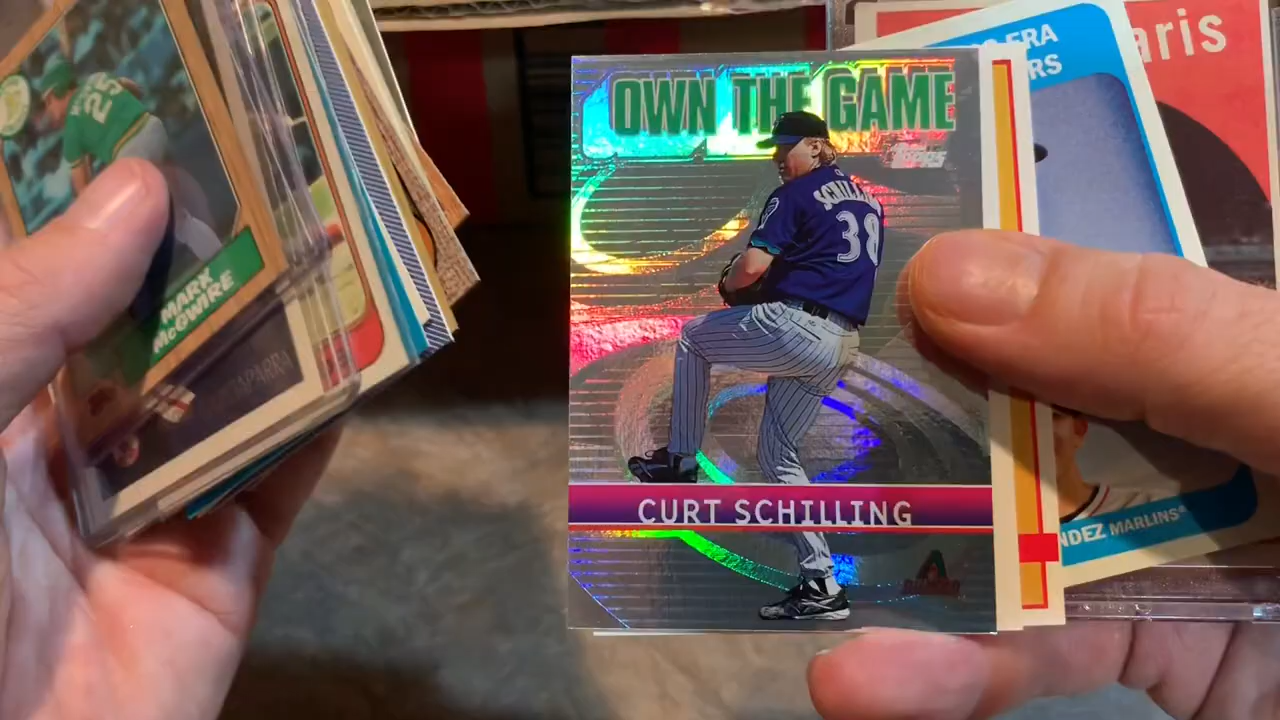 OWN THE GAME
Topps
SCHILLING
38
CURT SCHILLING
25
MARK
McGWIRE
ERA
RS
aris
NDEZ MARLINS®